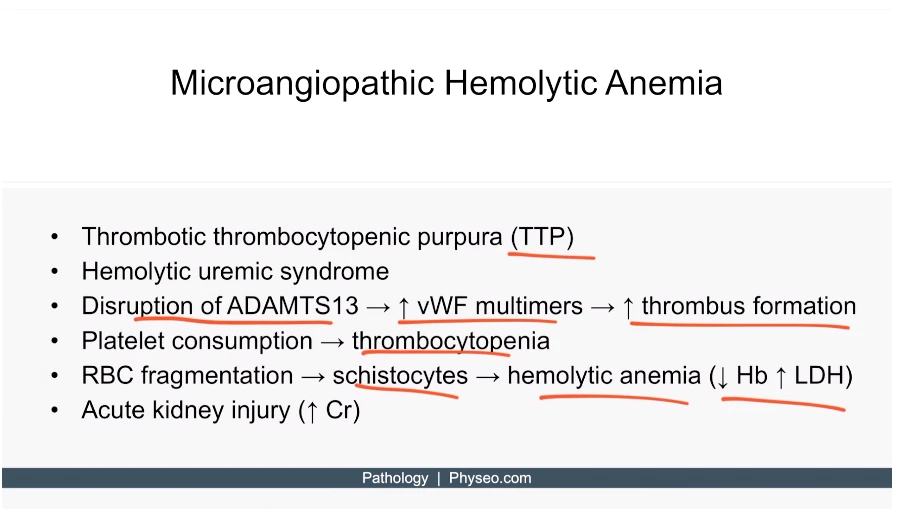 Microangiopathic Hemolytic Anemia
• Thrombotic thrombocytopenic purpura (TTP)
• Hemolytic uremic syndrome
• Disruption of ADAMTS13 → ↑ vWF multimers → ↑ thrombus formation
• Platelet consumption → thrombocytopenia
• RBC fragmentation → schistocytes → hemolytic anemia (↓ Hb ↑ LDH)
• Acute kidney injury (↑ Cr)
Pathology | Physeo.com